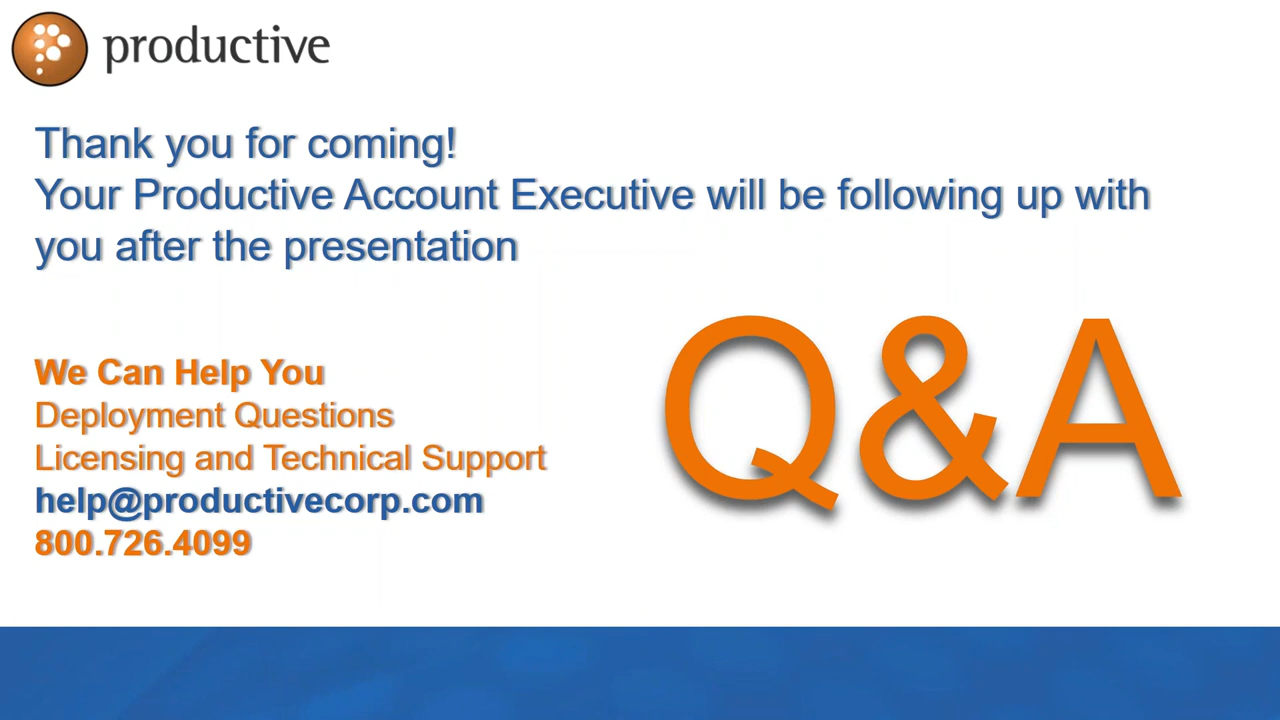 productive
Thank you for coming!
Your Productive Account Executive will be following up with
you after the presentation
We Can Help You
Deployment Questions
Licensing and Technical Support
help@productivecorp.com
800.726.4099
Q&A